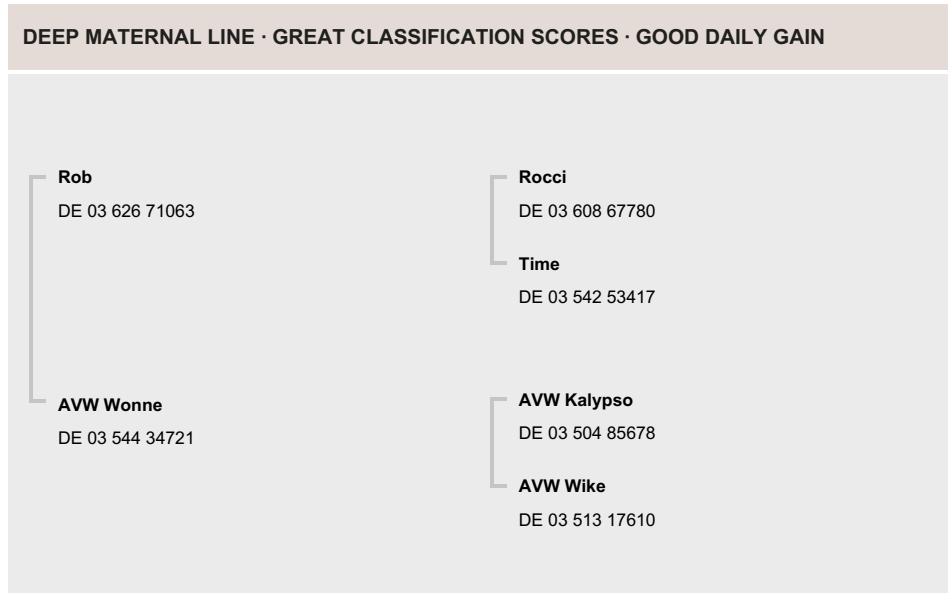 DEEP MATERNAL LINE · GREAT CLASSIFICATION SCORES · GOOD DAILY GAIN
Rob
DE 03 626 71063
AVW Wonne
DE 03 544 34721
Rocci
DE 03 608 67780
Time
DE 03 542 53417
AVW Kalypso
DE 03 504 85678
AVW Wike
DE 03 513 17610